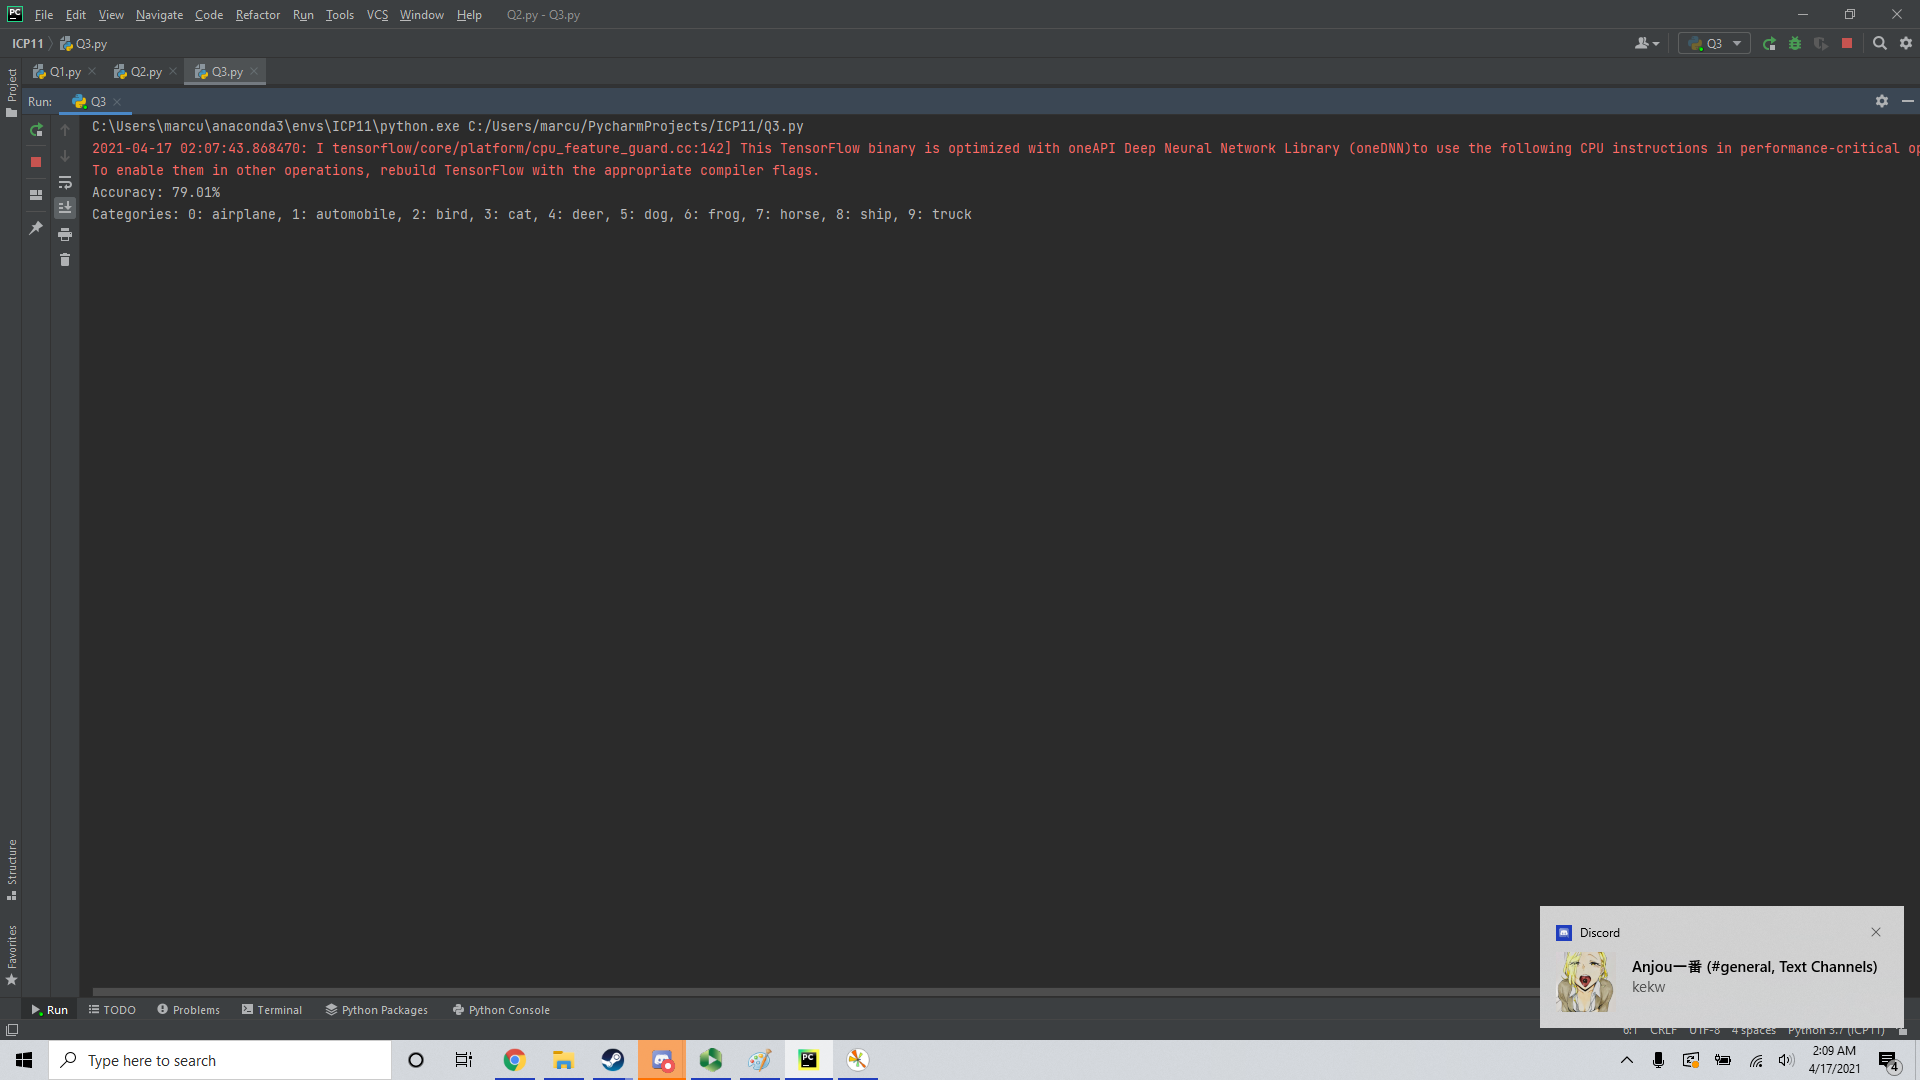 File Edit View Navigate Code Refactor Run Tools VCS Window Help Q2.py - Q3.py
ICP11 Q3.py
Q3
Q1.py Q2.py Q3.py
Project
Run: Q3
C:\Users\marcu\anaconda3\envs\ICP11\python.exe C:/Users/marcu/PycharmProjects/ICP11/Q3.py
2021-04-17 02:07:43.868470: I tensorflow/core/platform/cpu_feature_guard.cc:142] This TensorFlow binary is optimized with oneAPI Deep Neural Network Library (oneDNN)to use the following CPU instructions in performance-critical op
To enable them in other operations, rebuild TensorFlow with the appropriate compiler flags.
Accuracy: 79.01%
Categories: 0: airplane, 1: automobile, 2: bird, 3: cat, 4: deer, 5: dog, 6: frog, 7: horse, 8: ship, 9: truck
Structure
Favorites
Discord
Anjou一番 (#general, Text Channels)
kekw
Run TODO Problems Terminal Python Packages Python Console
6:1 CRLF UTF-8 4 spaces Python 3.7 (ICP11)
Type here to search
2:09 AM
4/17/2021
4